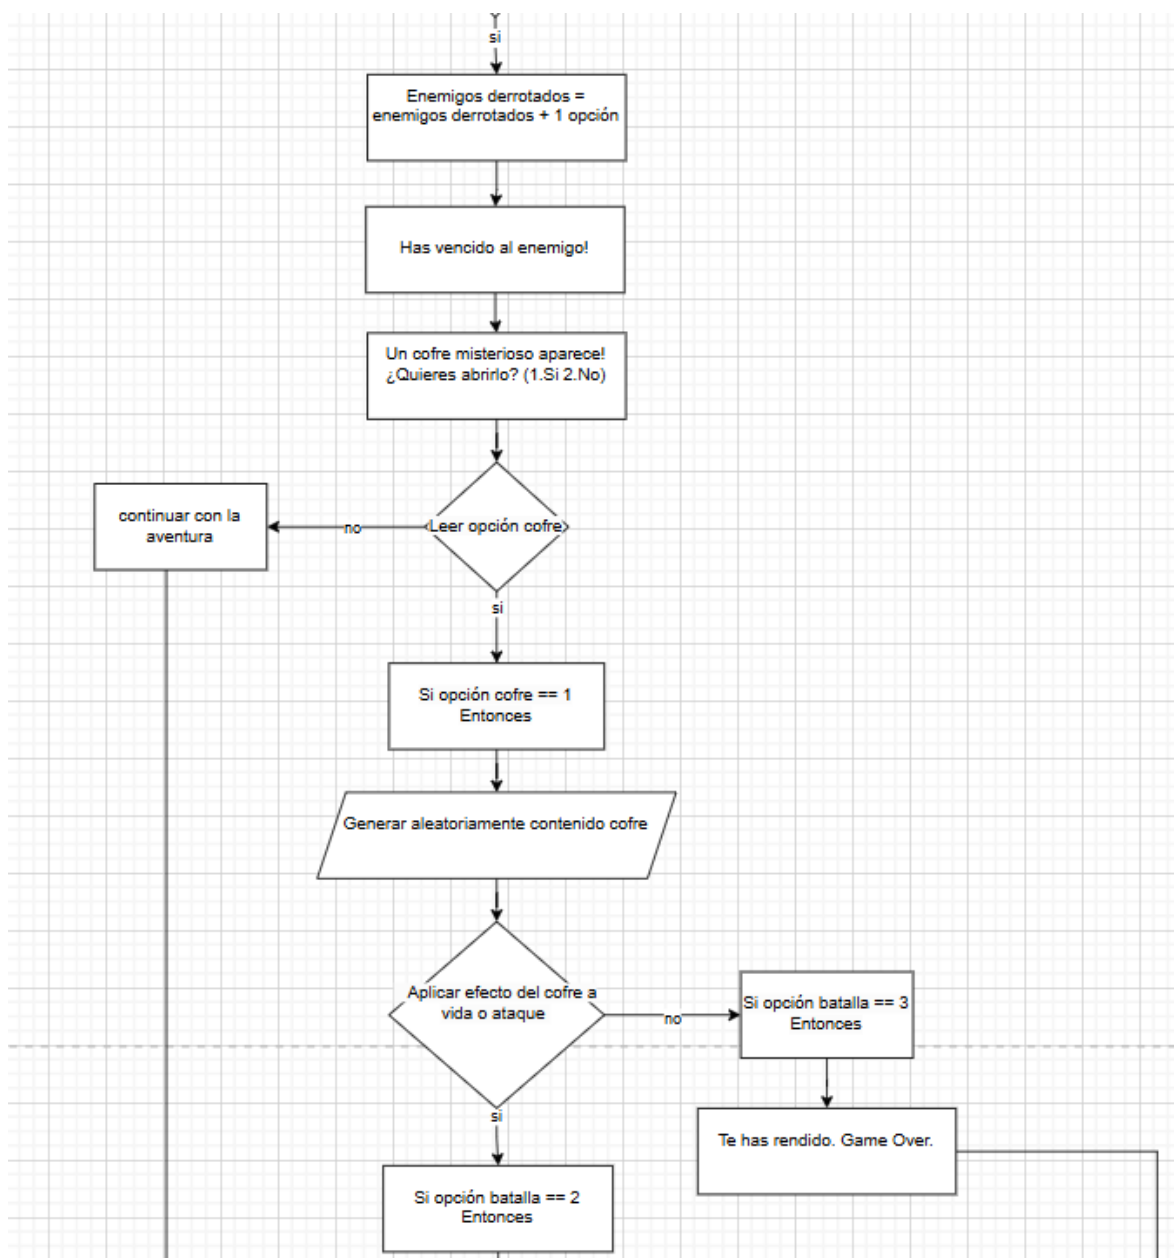 si
Enemigos derrotados =
enemigos derrotados + 1 opción
Has vencido al enemigo!
Un cofre misterioso aparece!
¿Quieres abrirlo? (1.Si 2.No)
continuar con la
aventura
no
Leer opción cofre
si
Si opción cofre == 1
Entonces
Generar aleatoriamente contenido cofre
Aplicar efecto del cofre a
vida o ataque
no
Si opción batalla == 3
Entonces
si
Te has rendido. Game Over.
Si opción batalla == 2
Entonces